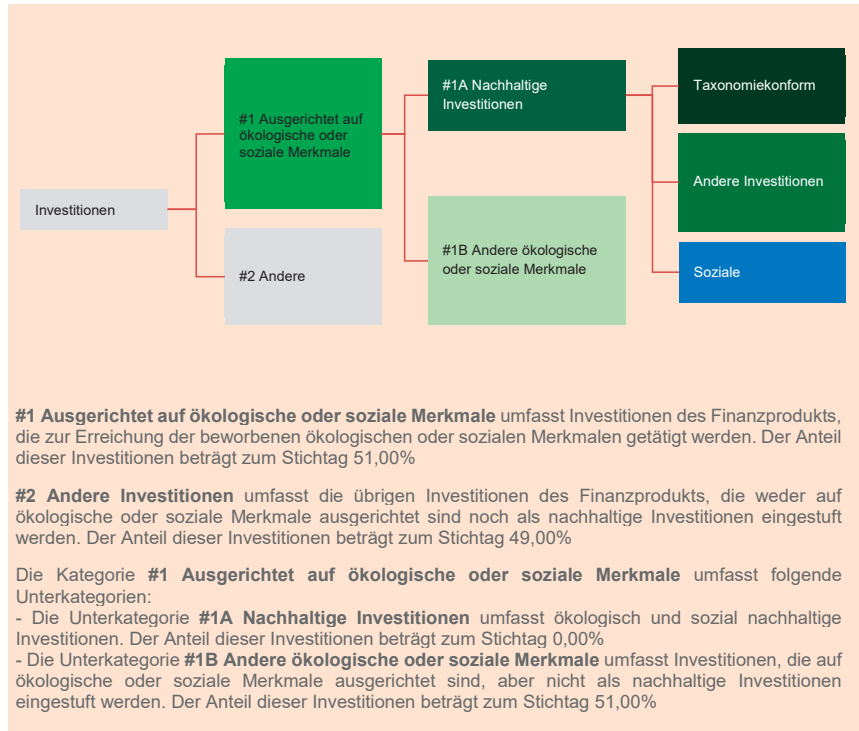 #1A Nachhaltige
Investitionen
Taxonomiekonform
#1 Ausgerichtet auf
ökologische oder
soziale Merkmale
Andere Investitionen
Investitionen
#2 Andere
#1B Andere ökologische
oder soziale Merkmale
Soziale
#1 Ausgerichtet auf ökologische oder soziale Merkmale umfasst Investitionen des Finanzprodukts,
die zur Erreichung der beworbenen ökologischen oder sozialen Merkmalen getätigt werden. Der Anteil
dieser Investitionen beträgt zum Stichtag 51,00%
#2 Andere Investitionen umfasst die übrigen Investitionen des Finanzprodukts, die weder auf
ökologische oder soziale Merkmale ausgerichtet sind noch als nachhaltige Investitionen eingestuft
werden. Der Anteil dieser Investitionen beträgt zum Stichtag 49,00%
Die Kategorie #1 Ausgerichtet auf ökologische oder soziale Merkmale umfasst folgende
Unterkategorien:
- Die Unterkategorie #1A Nachhaltige Investitionen umfasst ökologisch und sozial nachhaltige
Investitionen. Der Anteil dieser Investitionen beträgt zum Stichtag 0,00%
- Die Unterkategorie #1B Andere ökologische oder soziale Merkmale umfasst Investitionen, die auf
ökologische oder soziale Merkmale ausgerichtet sind, aber nicht als nachhaltige Investitionen
eingestuft werden. Der Anteil dieser Investitionen beträgt zum Stichtag 51,00%